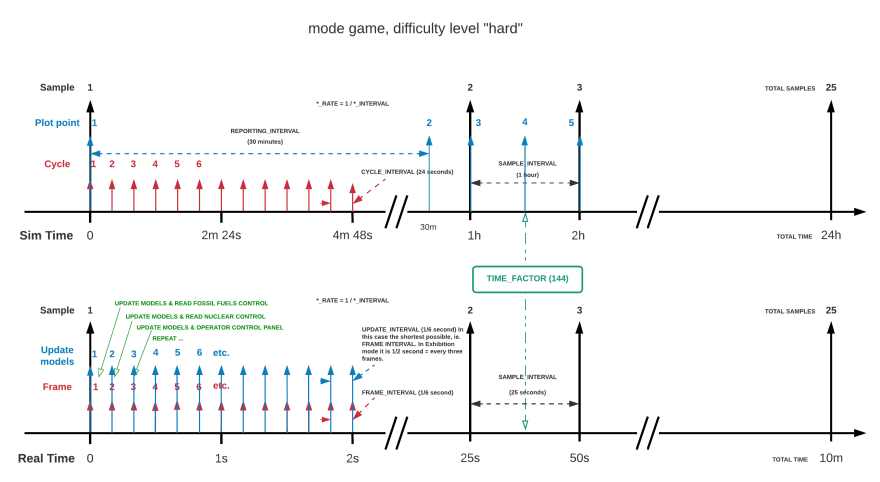 mode game, difficulty level "hard"
Sample 1 2 3 TOTAL SAMPLES 25
*_RATE = 1 / *_INTERVAL
Plot point 1 2 3 4 5
REPORTING_INTERVAL
(30 minutes)
Cycle 1 2 3 4 5 6
CYCLE_INTERVAL (24 seconds)
SAMPLE_INTERVAL
(1 hour)
30m
Sim Time 0 2m 24s 4m 48s 1h 2h TOTAL TIME 24h
TIME_FACTOR (144)
*_RATE = 1 / *_INTERVAL
UPDATE MODELS & READ FOSSIL FUELS CONTROL
Sample 1 2 3 TOTAL SAMPLES 25
UPDATE MODELS & READ NUCLEAR CONTROL
UPDATE MODELS & OPERATOR CONTROL PANEL
REPEAT ...
UPDATE_INTERVAL (1/6 second) In
this case the shortest possible, ie.
FRAME INTERVAL. In Exhibition
mode it is 1/2 second = every three
frames.
Update
models
1 2 3 4 5 6 etc.
Frame 1 2 3 4 5 6 etc.
FRAME_INTERVAL (1/6 second)
SAMPLE_INTERVAL
(25 seconds)
Real Time 0 1s 2s 25s 50s TOTAL TIME 10m